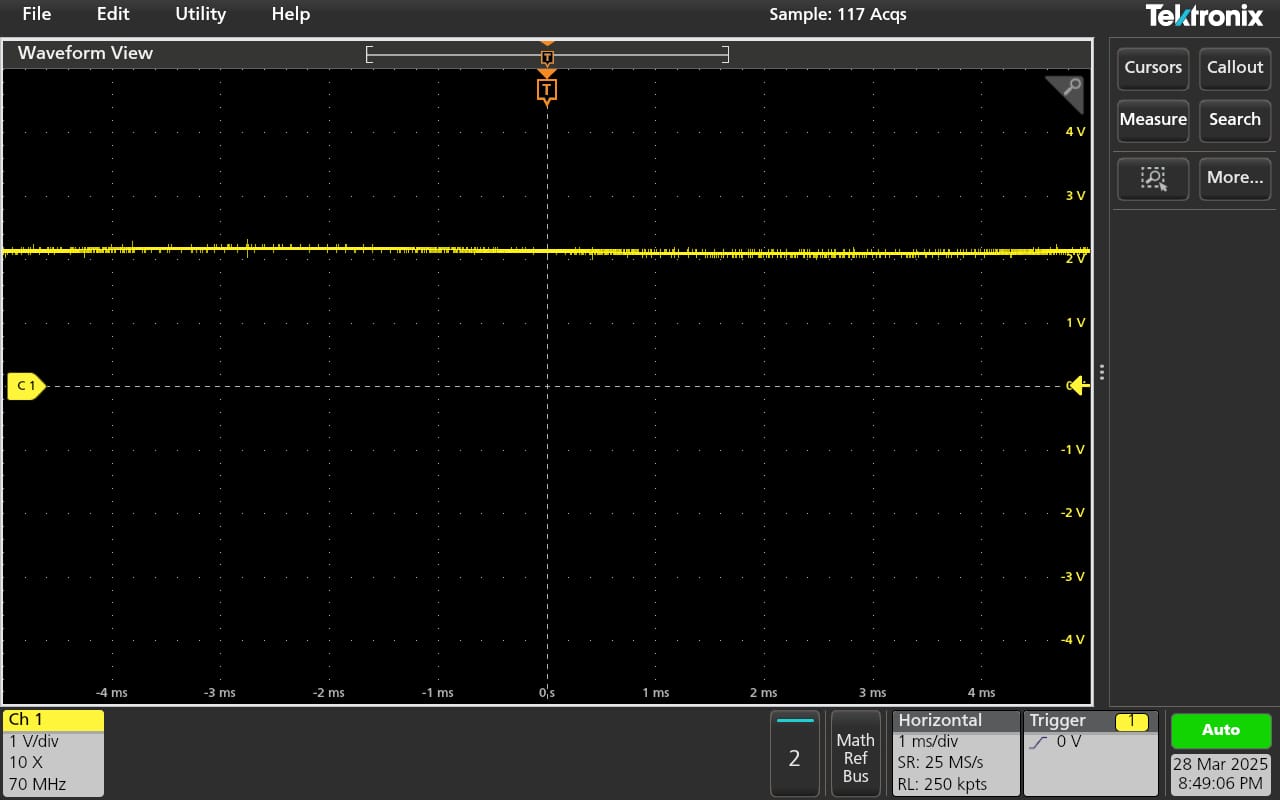 File Edit Utility Help Sample: 117 Acqs Tektronix
Waveform View
T
T
Cursors Callout
Measure Search
More...
4 V
3 V
2 V
1 V
C 1
-1 V
-2 V
-3 V
-4 V
-4 ms -3 ms -2 ms -1 ms 0 s 1 ms 2 ms 3 ms 4 ms
Ch 1
1 V/div
10 X
70 MHz
2
Math
Ref
Bus
Horizontal
1 ms/div
SR: 25 MS/s
RL: 250 kpts
Trigger 1
0 V
Auto
28 Mar 2025
8:49:06 PM